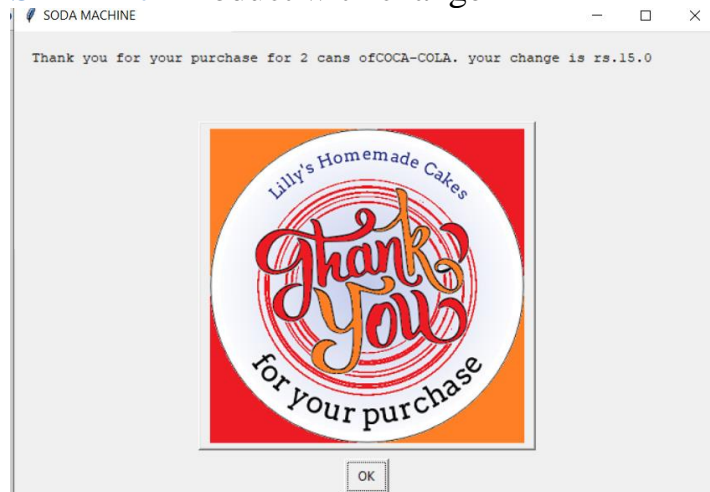 SODA MACHINE
Thank you for your purchase for 2 cans ofCOCA-COLA. your change is rs.15.0
Lilly's Homemade Cakes
Thank
You
for your purchase
OK